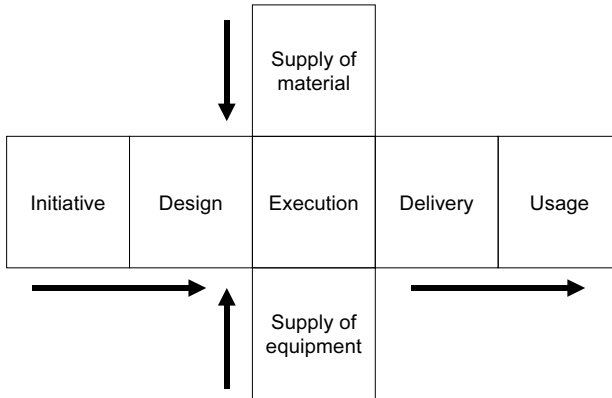 Supply of
material
Initiative
Design
Execution
Delivery
Usage
Supply of
equipment